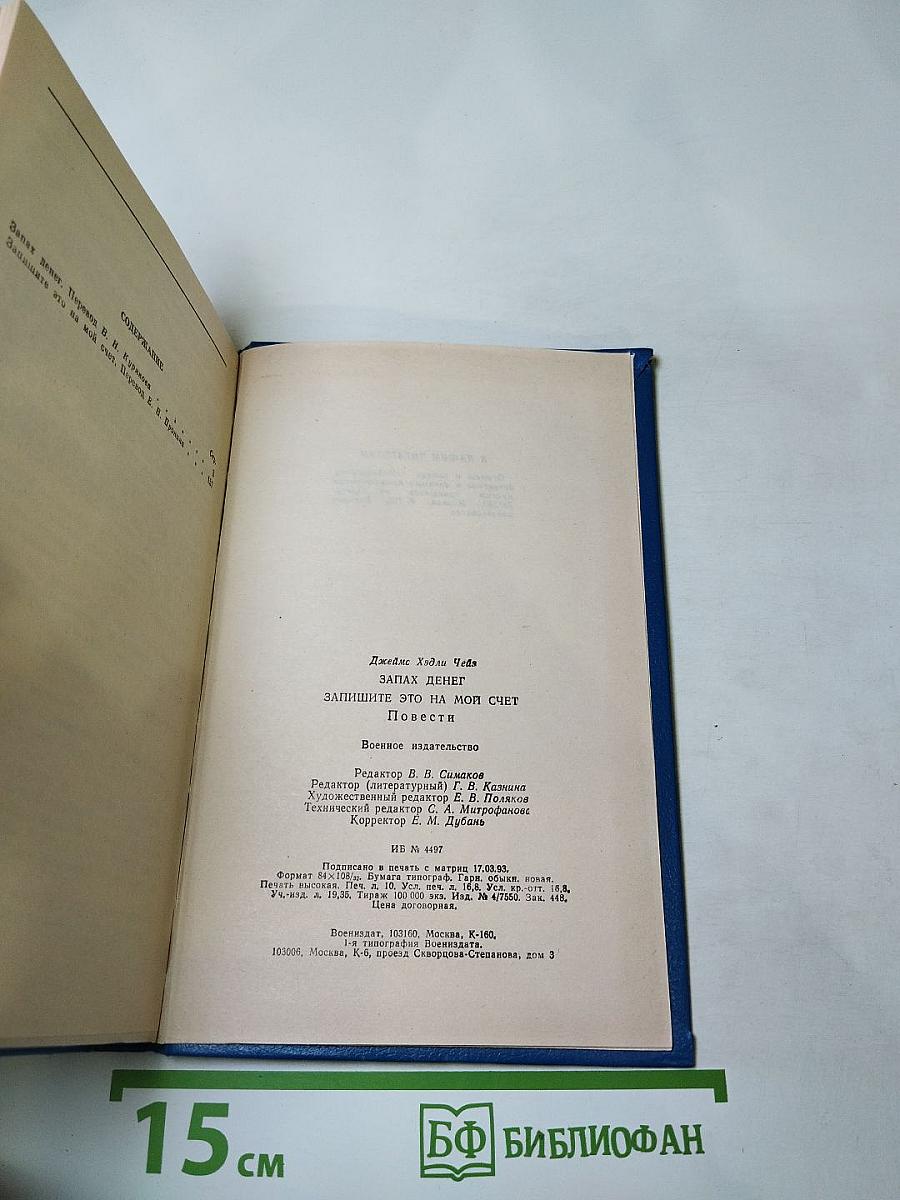 СОДЕРЖАНИЕ
Стр.
Запах денег. Перевод В. Н. Куракова . . . . . . 3
Запишите это на мой счет. Перевод Е. Н. . . .
Джеймс Хэдли Чейз
ЗАПАХ ДЕНЕГ
ЗАПИШИТЕ ЭТО НА МОЙ СЧЕТ
Повести
Военное издательство
Редактор В. В. Симаков
Редактор (литературный) Г. В. Казнина
Художественный редактор Е. В. Поляков
Технический редактор С. А. Митрофанова
Корректор Е. М. Дубань
ИБ № 4497
Подписано в печать с матриц 17.03.93.
Формат 84×108/32. Бумага типограф. Гарн. обыкн. новая.
Печать высокая. Печ. л. 10. Усл. печ. л. 16,8. Усл. кр.-отт. 16,8.
Уч.-изд. л. 19,35. Тираж 100 000 экз. Изд. № 4/7550. Зак. 448.
Цена договорная.
Воениздат, 103160, Москва, К-160.
1-я типография Воениздата.
103006, Москва, К-6, проезд Скворцова-Степанова, дом 3
15 см
БФ БИБЛИОФАН